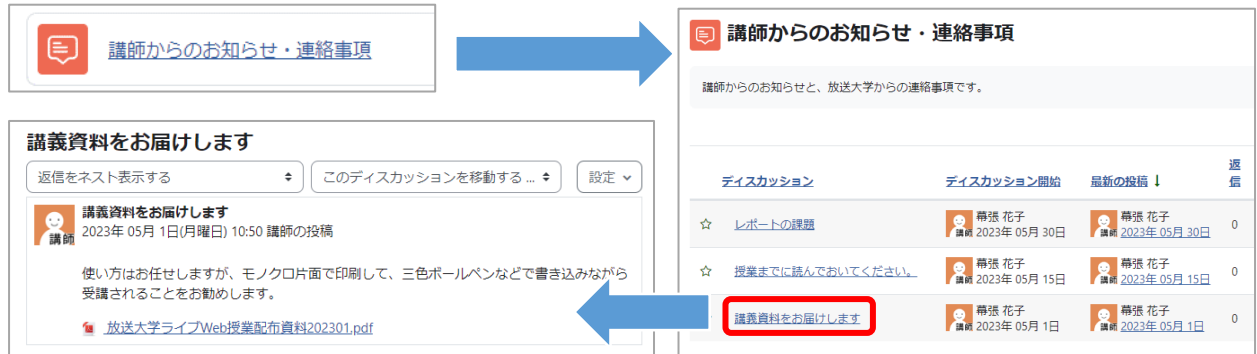 講師からのお知らせ・連絡事項
講師からのお知らせ・連絡事項
講師からのお知らせと、放送大学からの連絡事項です。
ディスカッション ディスカッション開始 最新の投稿 ↓ 返信
レポートの課題 講師 幕張 花子 2023年 05月 30日 講師 幕張 花子 2023年 05月 30日 0
授業までに読んでおいてください。 講師 幕張 花子 2023年 05月 15日 講師 幕張 花子 2023年 05月 15日 0
講義資料をお届けします 講師 幕張 花子 2023年 05月 1日 講師 幕張 花子 2023年 05月 1日 0
講義資料をお届けします
返信をネスト表示する このディスカッションを移動する ... 設定
講義資料をお届けします
講師 2023年 05月 1日(月曜日) 10:50 講師の投稿
使い方はお任せしますが、モノクロ片面で印刷して、三色ボールペンなどで書き込みながら
受講されることをお勧めします。
放送大学ライブWeb授業配布資料202301.pdf